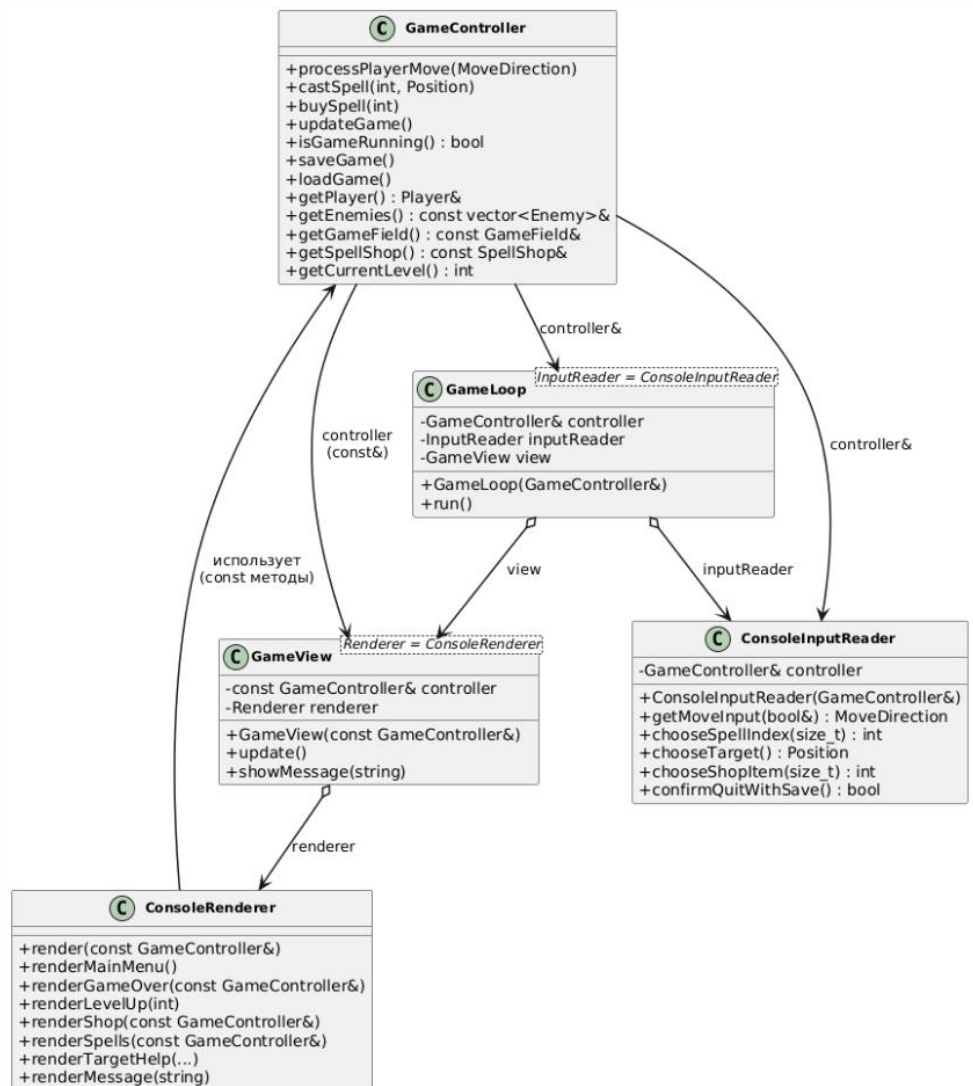 C GameController
+processPlayerMove(MoveDirection)
+castSpell(int, Position)
+buySpell(int)
+updateGame()
+isGameRunning() : bool
+saveGame()
+loadGame()
+getPlayer() : Player&
+getEnemies() : const vector<Enemy>&
+getGameField() : const GameField&
+getSpellShop() : const SpellShop&
+getCurrentLevel() : int
controller&
InputReader = ConsoleInputReader
C GameLoop
-GameController& controller
-InputReader inputReader
-GameView view
+GameLoop(GameController&)
+run()
controller
(const&)
controller&
использует
(const методы)
view
inputReader
Renderer = ConsoleRenderer
C GameView
-const GameController& controller
-Renderer renderer
+GameView(const GameController&)
+update()
+showMessage(string)
C ConsoleInputReader
-GameController& controller
+ConsoleInputReader(GameController&)
+getMoveInput(bool&) : MoveDirection
+chooseSpellIndex(size_t) : int
+chooseTarget() : Position
+chooseShopItem(size_t) : int
+confirmQuitWithSave() : bool
renderer
C ConsoleRenderer
+render(const GameController&)
+renderMainMenu()
+renderGameOver(const GameController&)
+renderLevelUp(int)
+renderShop(const GameController&)
+renderSpells(const GameController&)
+renderTargetHelp(...)
+renderMessage(string)